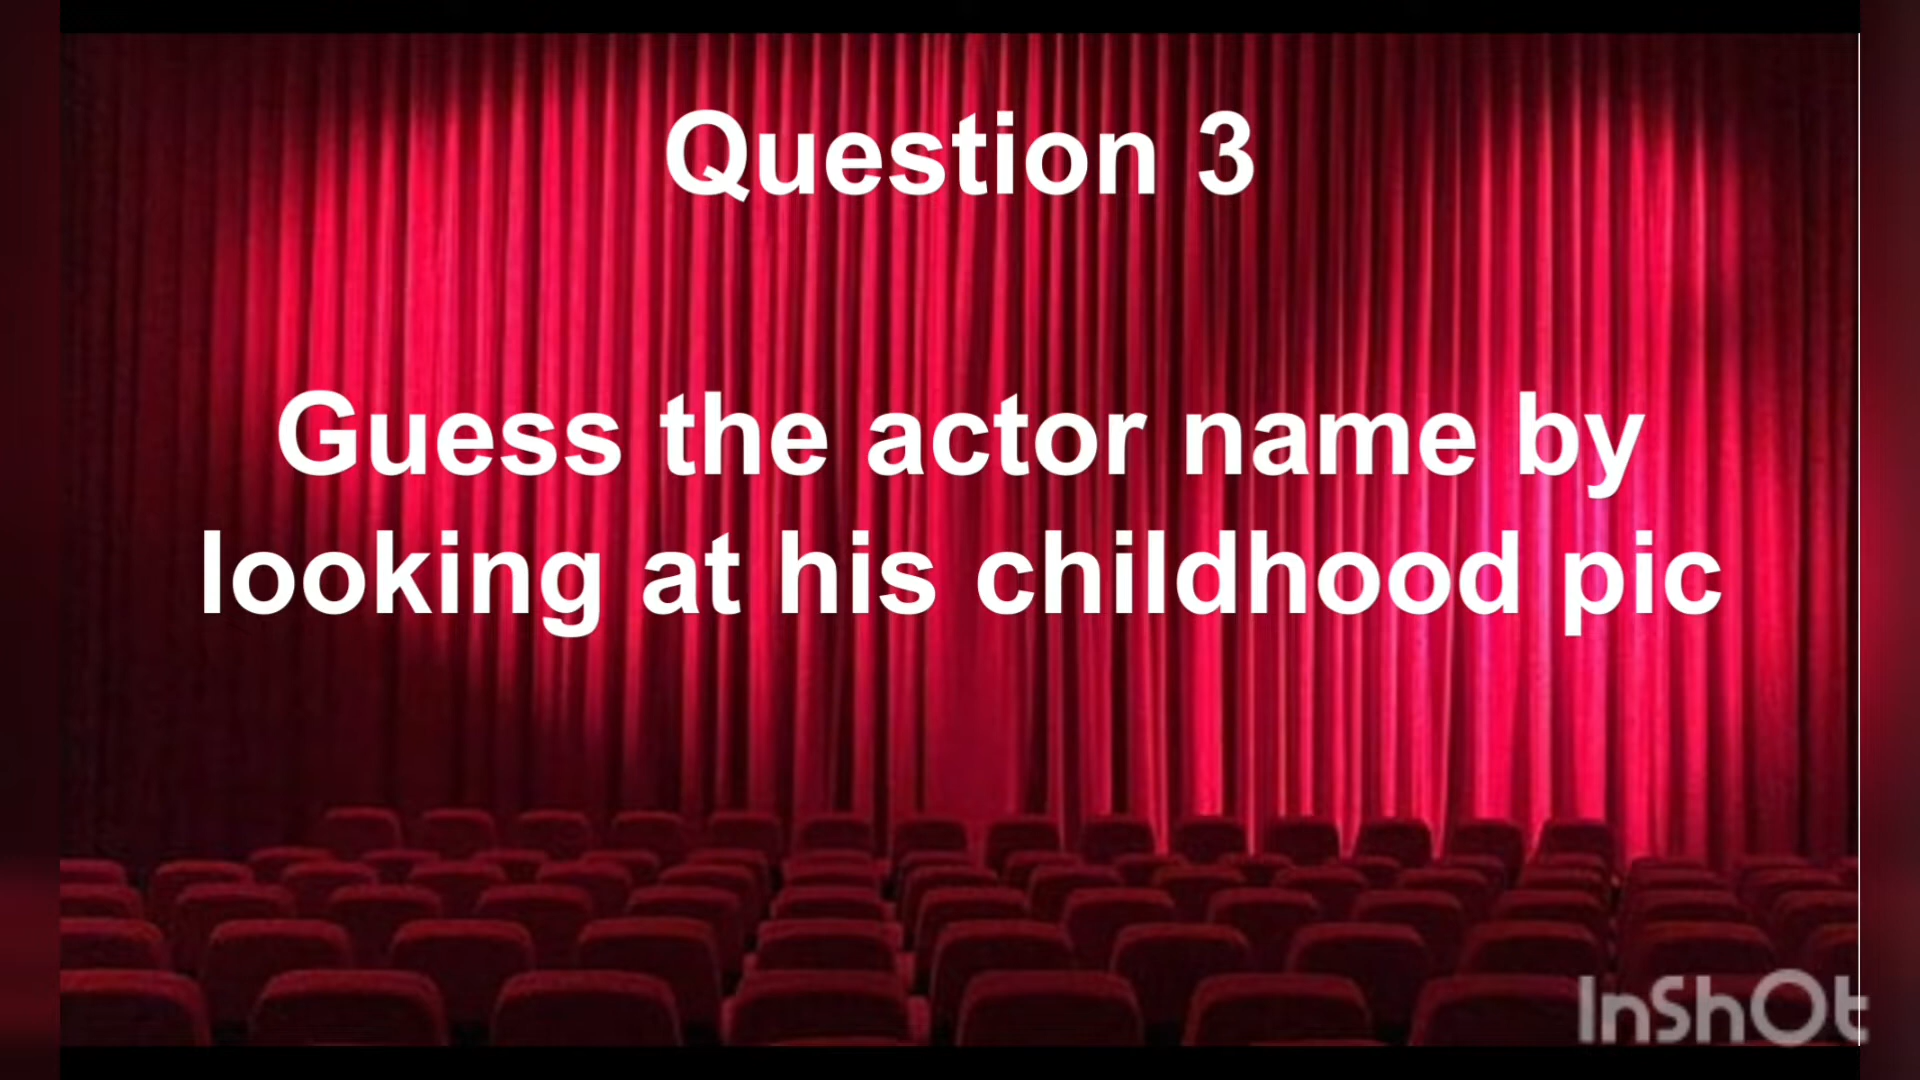 Question 3
Guess the actor name by
looking at his childhood pic
InShOt